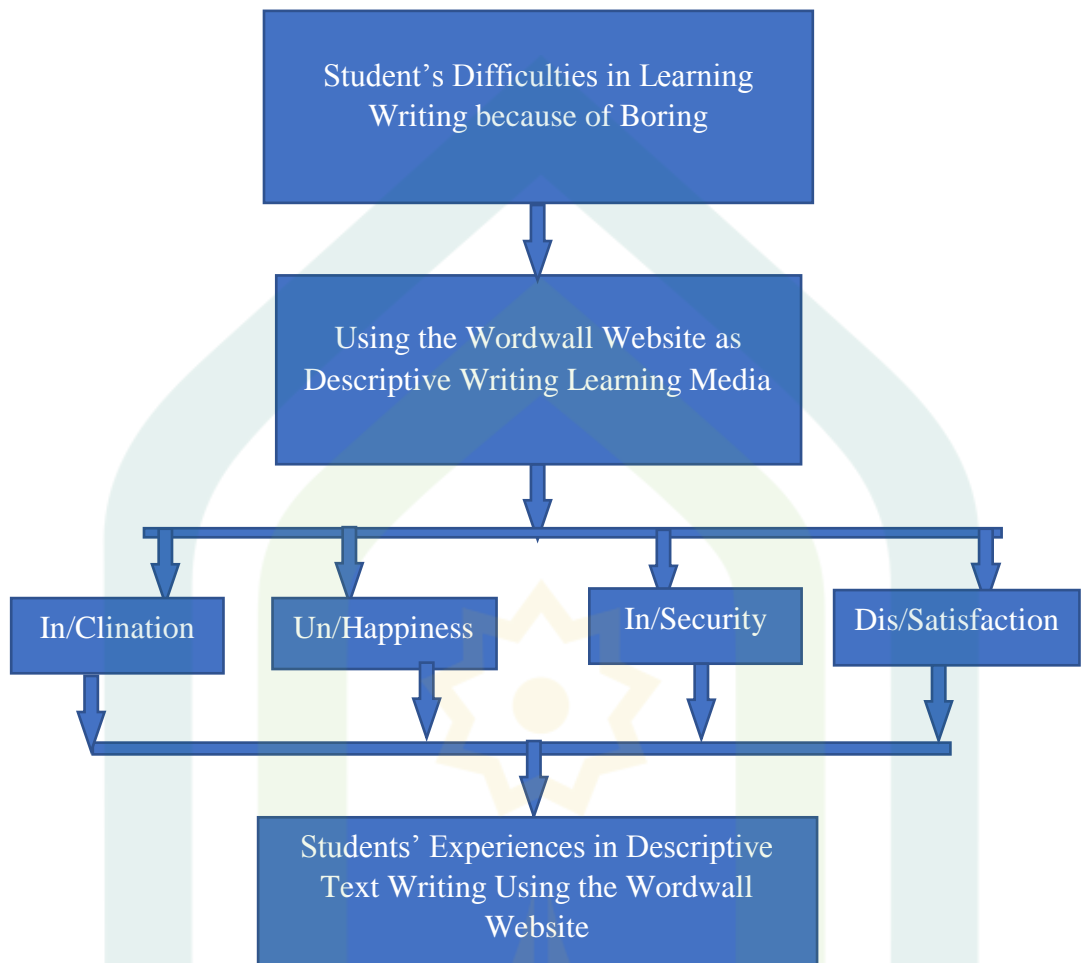 Student’s Difficulties in Learning
Writing because of Boring
Using the Wordwall Website as
Descriptive Writing Learning Media
In/Clination
Un/Happiness
In/Security
Dis/Satisfaction
Students’ Experiences in Descriptive
Text Writing Using the Wordwall
Website